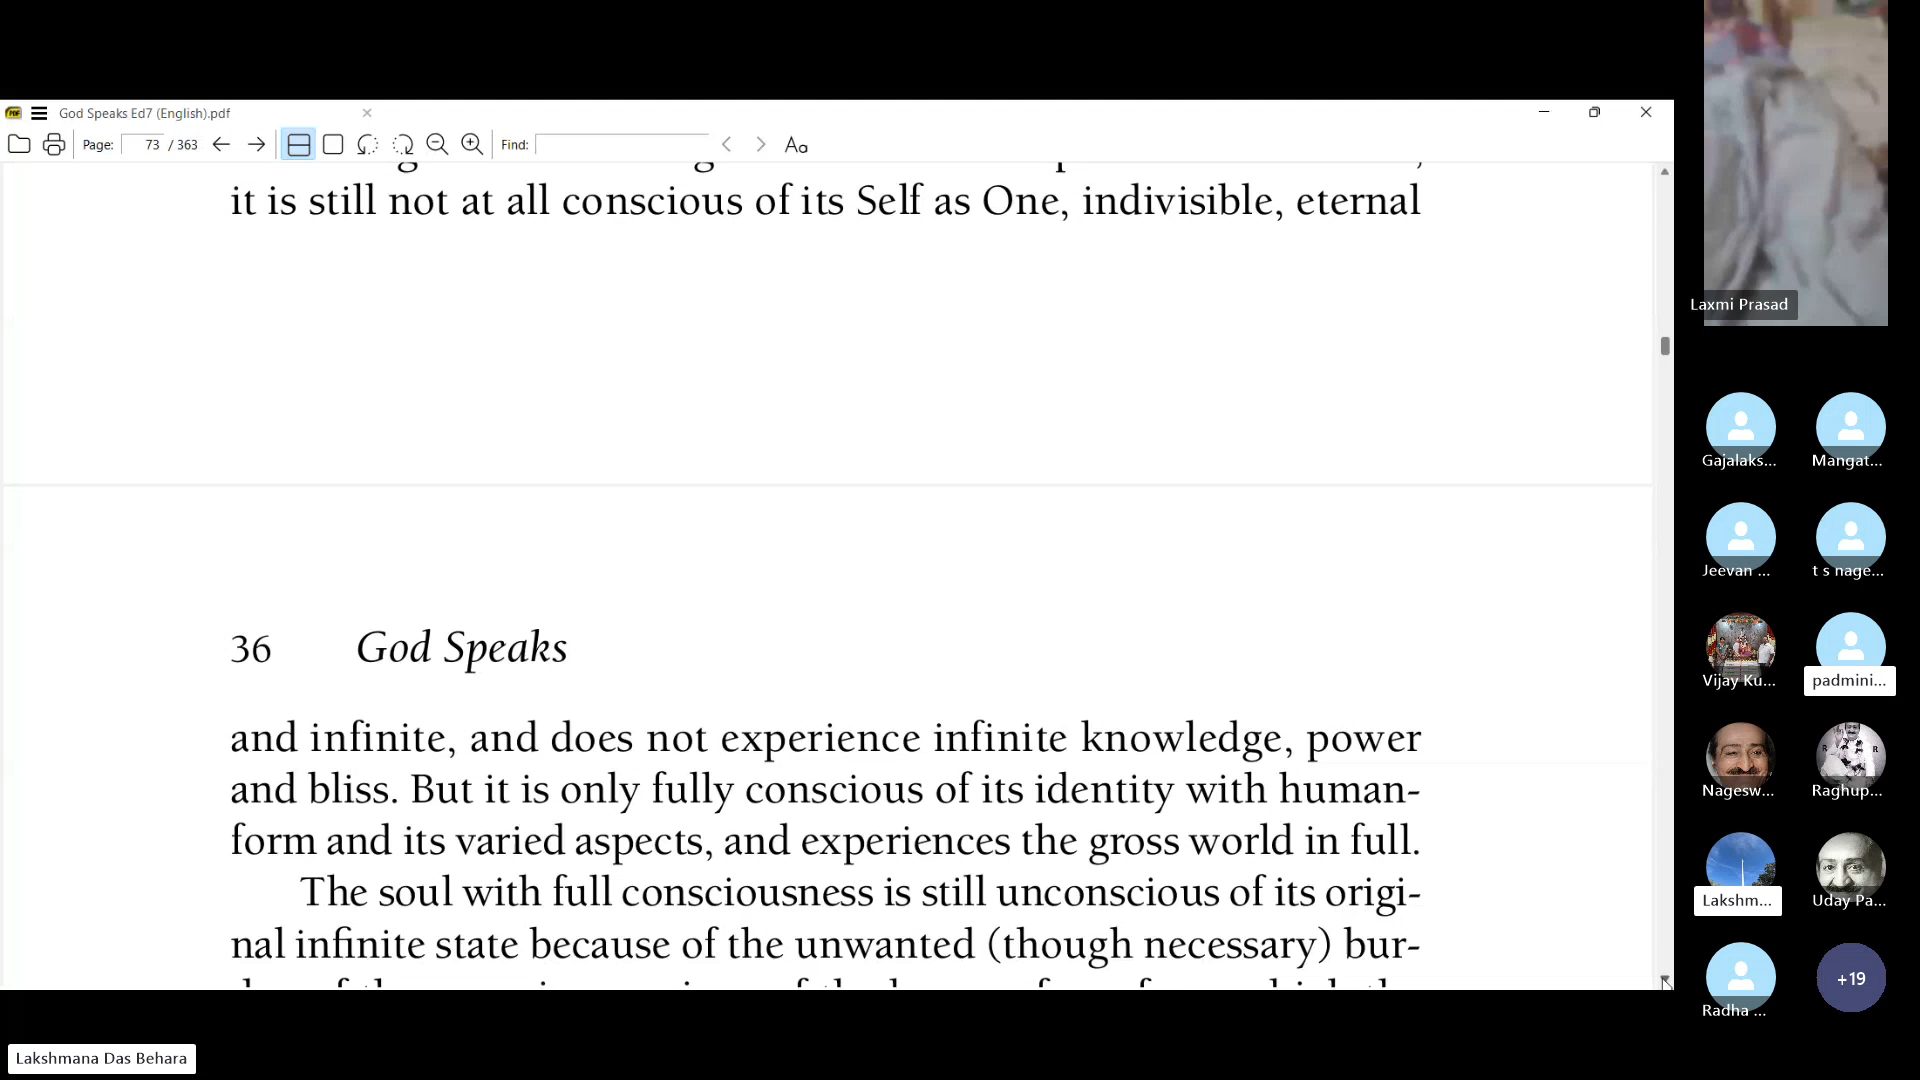 God Speaks Ed7 (English).pdf
Page: 73 / 363
Find:
Aa
it is still not at all conscious of its Self as One, indivisible, eternal
36 God Speaks
and infinite, and does not experience infinite knowledge, power
and bliss. But it is only fully conscious of its identity with human-
form and its varied aspects, and experiences the gross world in full.
The soul with full consciousness is still unconscious of its origi-
nal infinite state because of the unwanted (though necessary) bur-
Laxmi Prasad
Gajalaks...
Mangat...
Jeevan ...
t s nage...
Vijay Ku...
padmini...
Nagesw...
R R
Raghup...
Lakshm...
Uday Pa...
Radha ...
+19
Lakshmana Das Behara